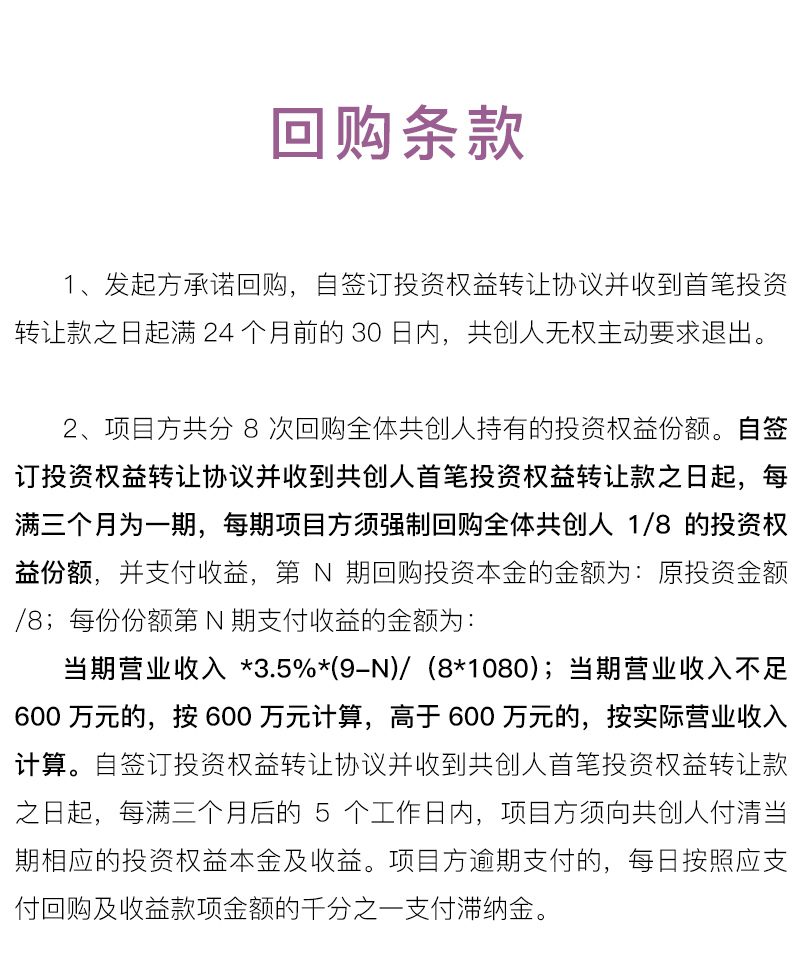 回购条款
1、发起方承诺回购，自签订投资权益转让协议并收到首笔投资
转让款之日起满 24 个月前的 30 日内，共创人无权主动要求退出。
2、项目方共分 8 次回购全体共创人持有的投资权益份额。自签
订投资权益转让协议并收到共创人首笔投资权益转让款之日起，每
满三个月为一期，每期项目方须强制回购全体共创人 1/8 的投资权
益份额，并支付收益，第 N 期回购投资本金的金额为：原投资金额
/8；每份份额第 N 期支付收益的金额为：
当期营业收入 *3.5%*(9-N)/（8*1080）；当期营业收入不足
600 万元的，按 600 万元计算，高于 600 万元的，按实际营业收入
计算。自签订投资权益转让协议并收到共创人首笔投资权益转让款
之日起，每满三个月后的 5 个工作日内，项目方须向共创人付清当
期相应的投资权益本金及收益。项目方逾期支付的，每日按照应支
付回购及收益款项金额的千分之一支付滞纳金。